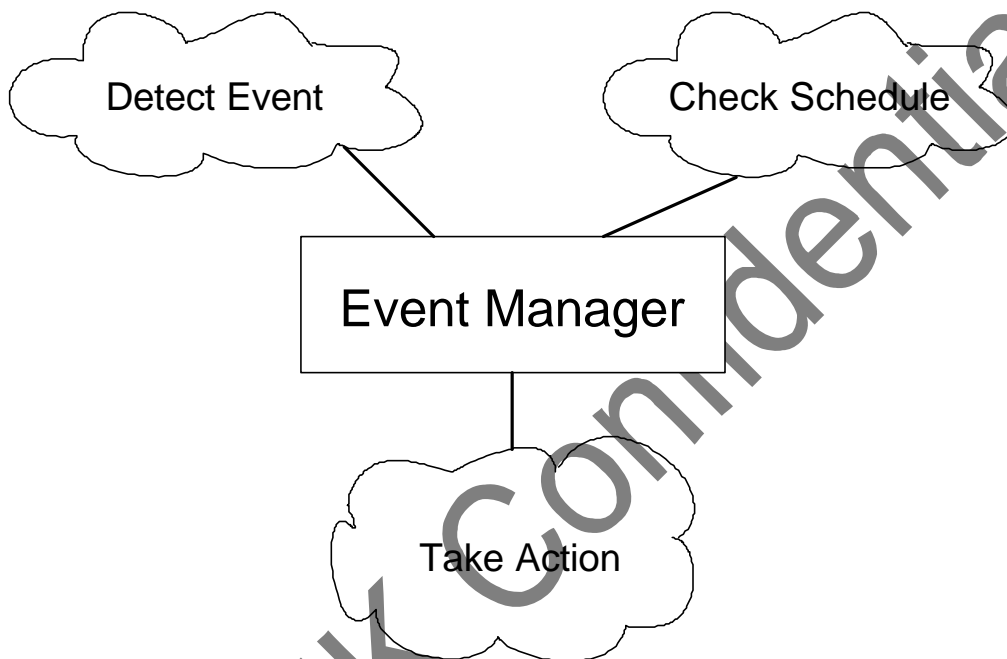 Detect Event
Check Schedule
Event Manager
Take Action
Confidential